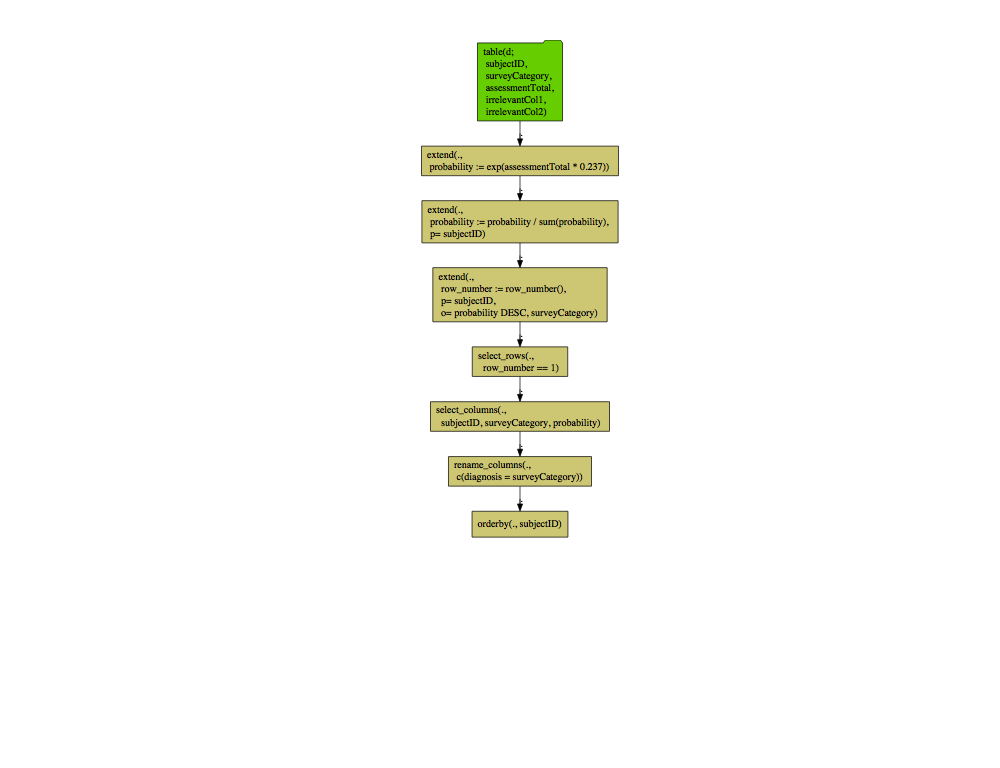 table(d;
subjectID,
surveyCategory,
assessmentTotal,
irrelevantCol1,
irrelevantCol2)
extend(.,
probability := exp(assessmentTotal * 0.237))
extend(.,
probability := probability / sum(probability),
p= subjectID)
extend(.,
row_number := row_number(),
p= subjectID,
o= probability DESC, surveyCategory)
select_rows(.,
row_number == 1)
select_columns(.,
subjectID, surveyCategory, probability)
rename_columns(.,
c(diagnosis = surveyCategory))
orderby(., subjectID)